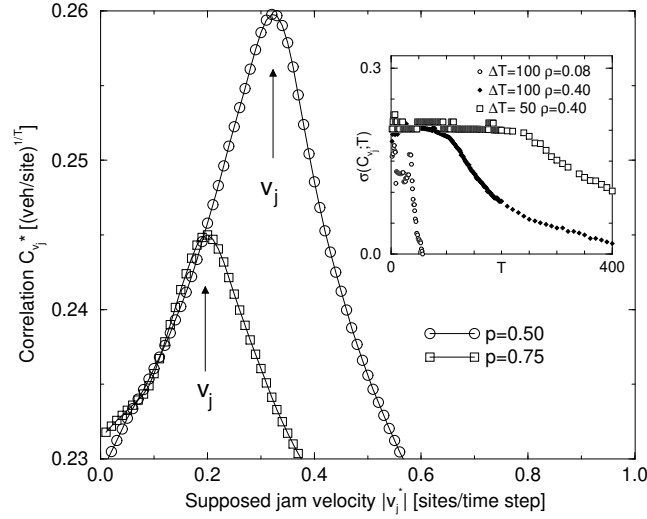 0.26
0.25
0.24
0.23
Correlation C_{v_j}^* [(veh/site)^{1/T}]
0.0 0.2 0.4 0.6 0.8 1.0
Supposed jam velocity |v_j^*| [sites/time step]
v_j
v_j
p=0.50
p=0.75
0.3
0.0
σ(C_{v_j};T)
0 200 400
T
ΔT=100 ρ=0.08
ΔT=100 ρ=0.40
ΔT= 50 ρ=0.40